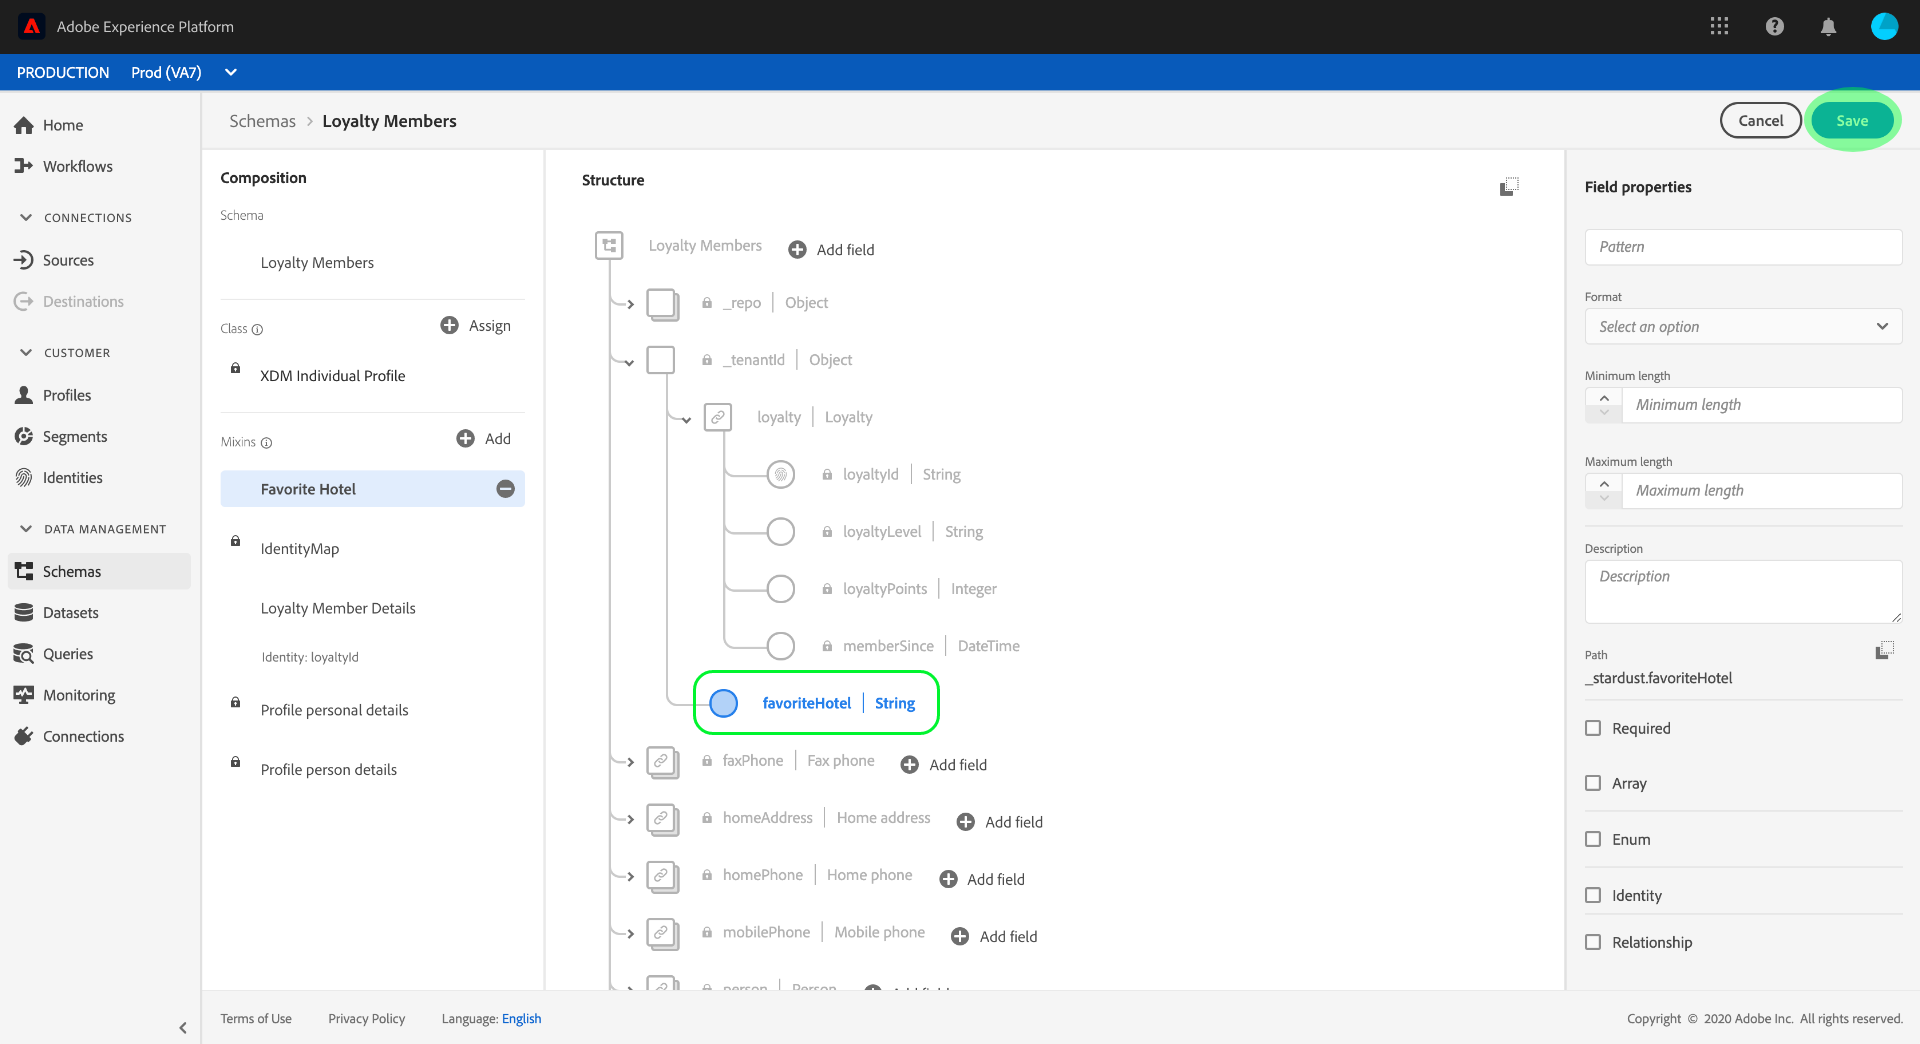 Adobe Experience Platform
PRODUCTION Prod (VA7)
Home
Workflows
CONNECTIONS
Sources
Destinations
CUSTOMER
Profiles
Segments
Identities
DATA MANAGEMENT
Schemas
Datasets
Queries
Monitoring
Connections
Schemas > Loyalty Members
Cancel
Save
Composition
Schema
Loyalty Members
Class
Assign
XDM Individual Profile
Mixins
Add
Favorite Hotel
IdentityMap
Loyalty Member Details
Identity: loyaltyId
Profile personal details
Profile person details
Structure
Loyalty Members Add field
_repo | Object
_tenantId | Object
loyalty | Loyalty
loyaltyId | String
loyaltyLevel | String
loyaltyPoints | Integer
memberSince | DateTime
favoriteHotel | String
faxPhone | Fax phone Add field
homeAddress | Home address Add field
homePhone | Home phone Add field
mobilePhone | Mobile phone Add field
person | Person Add field
Field properties
Pattern
Format
Select an option
Minimum length
Minimum length
Maximum length
Maximum length
Description
Description
Path
_stardust.favoriteHotel
Required
Array
Enum
Identity
Relationship
Terms of Use Privacy Policy Language: English
Copyright © 2020 Adobe Inc. All rights reserved.